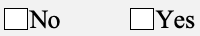 No Yes